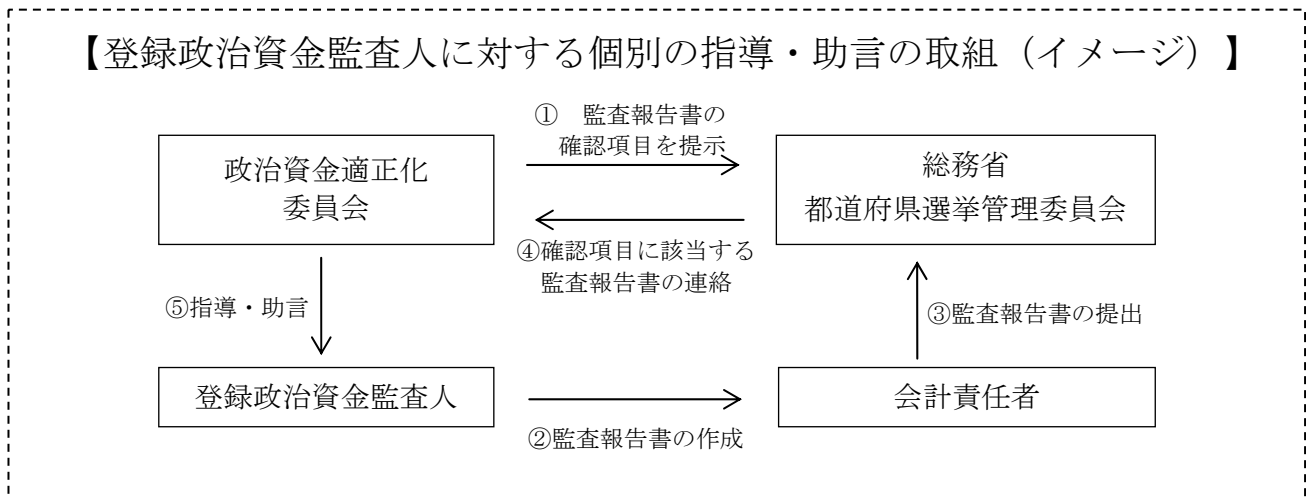 【登録政治資金監査人に対する個別の指導・助言の取組（イメージ）】
① 監査報告書の
確認項目を提示
政治資金適正化
委員会
総務省
都道府県選挙管理委員会
④確認項目に該当する
監査報告書の連絡
⑤指導・助言
③監査報告書の提出
登録政治資金監査人
会計責任者
②監査報告書の作成